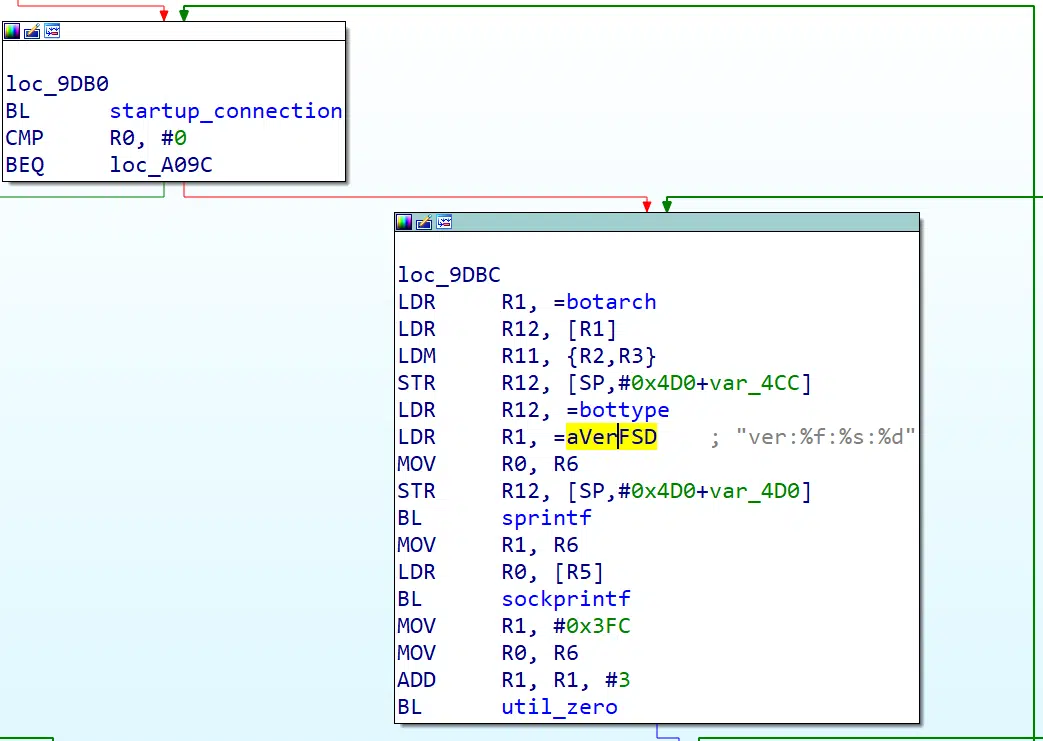 loc_9DB0
BL startup_connection
CMP R0, #0
BEQ loc_A09C
loc_9DBC
LDR R1, =botarch
LDR R12, [R1]
LDM R11, {R2,R3}
STR R12, [SP,#0x4D0+var_4CC]
LDR R12, =bottype
LDR R1, =aVerFSD ; "ver:%f:%s:%d"
MOV R0, R6
STR R12, [SP,#0x4D0+var_4D0]
BL sprintf
MOV R1, R6
LDR R0, [R5]
BL sockprintf
MOV R1, #0x3FC
MOV R0, R6
ADD R1, R1, #3
BL util_zero